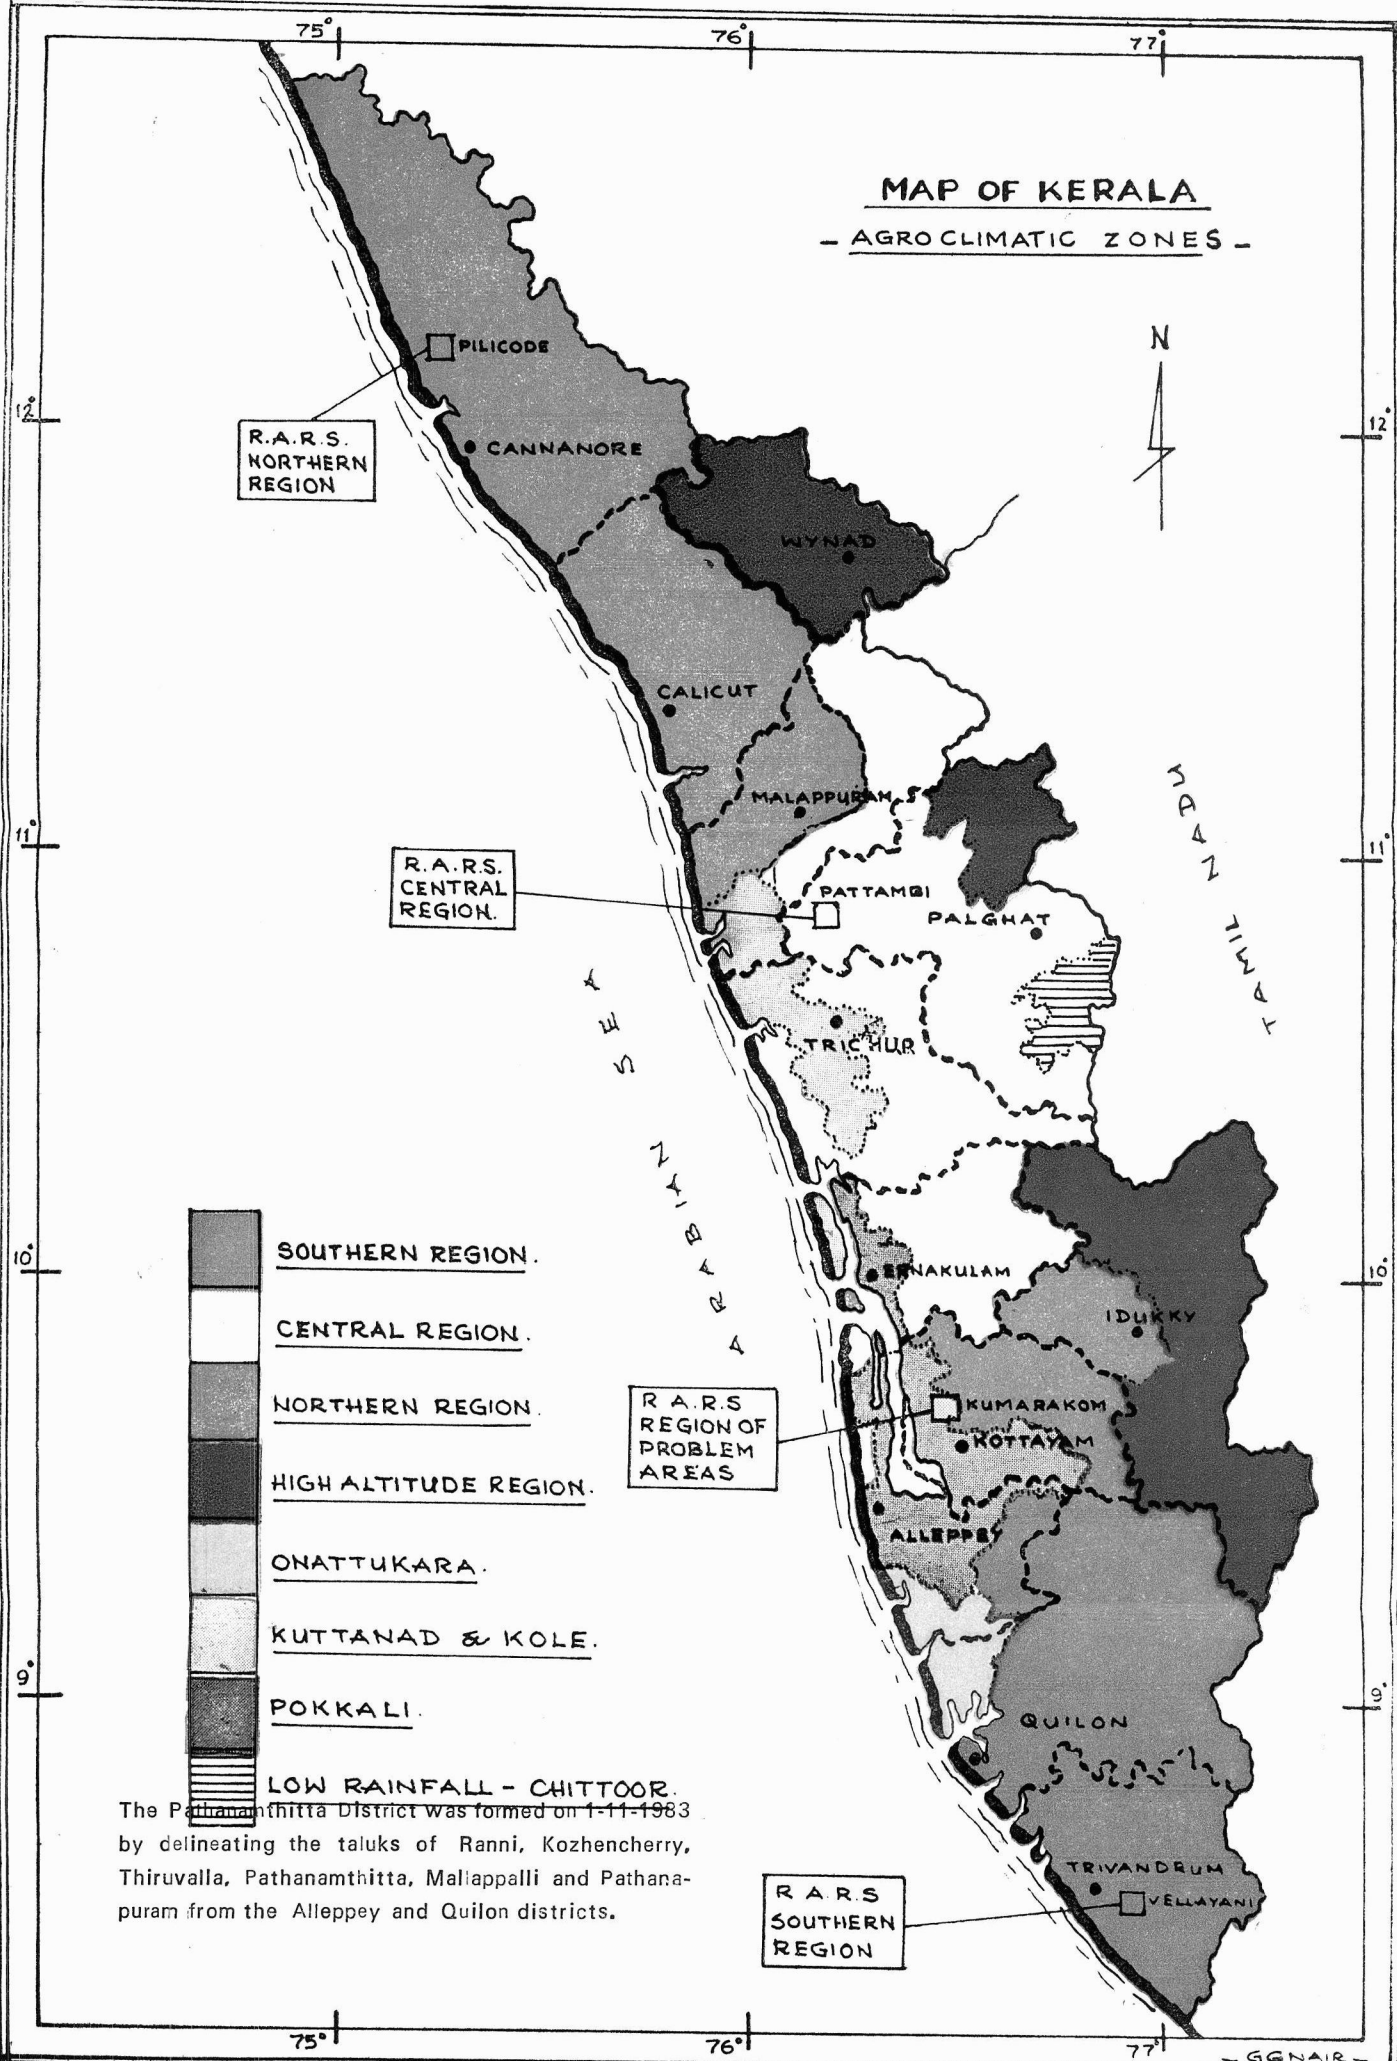 75°
76°
77°
MAP OF KERALA
- AGROCLIMATIC ZONES -
N
PILICODE
12°
12°
R.A.R.S.
NORTHERN
REGION
CANNANORE
WYNAD
CALICUT
MALAPPURAM
TAMIL NADU
11°
11°
R.A.R.S.
CENTRAL
REGION.
PATTAMBI
PALGHAT
TRICHUR
ARABIAN SEA
SOUTHERN REGION.
10°
10°
ERNAKULAM
IDUKKY
CENTRAL REGION.
NORTHERN REGION.
R A.R.S
REGION OF
PROBLEM
AREAS
KUMARAKOM
KOTTAYAM
HIGH ALTITUDE REGION.
ALLEPPEY
ONATTUKARA.
KUTTANAD & KOLE.
9°
9°
POKKALI.
QUILON
LOW RAINFALL - CHITTOOR.
The Pathanamthitta District was formed on 1-11-1983
by delineating the taluks of Ranni, Kozhencherry,
Thiruvalla, Pathanamthitta, Mallappalli and Pathana-
puram from the Alleppey and Quilon districts.
TRIVANDRUM
VELLAYANI
R A.R.S
SOUTHERN
REGION
75°
76°
77°
- GGNAIR -